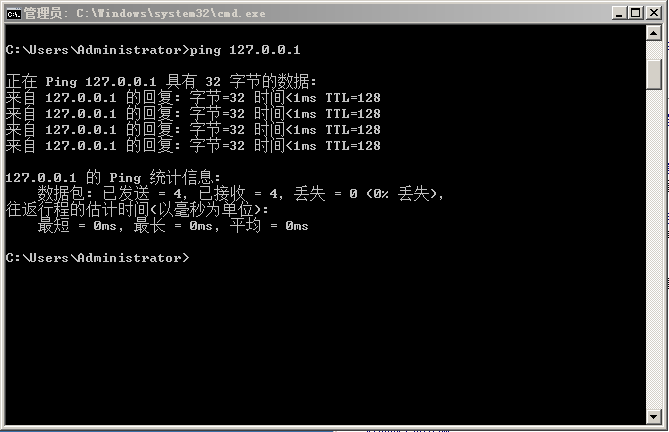 管理员: C:\Windows\system32\cmd.exe
C:\Users\Administrator>ping 127.0.0.1
正在 Ping 127.0.0.1 具有 32 字节的数据:
来自 127.0.0.1 的回复: 字节=32 时间<1ms TTL=128
来自 127.0.0.1 的回复: 字节=32 时间<1ms TTL=128
来自 127.0.0.1 的回复: 字节=32 时间<1ms TTL=128
来自 127.0.0.1 的回复: 字节=32 时间<1ms TTL=128
127.0.0.1 的 Ping 统计信息:
数据包: 已发送 = 4, 已接收 = 4, 丢失 = 0 (0% 丢失),
往返行程的估计时间(以毫秒为单位):
最短 = 0ms, 最长 = 0ms, 平均 = 0ms
C:\Users\Administrator>